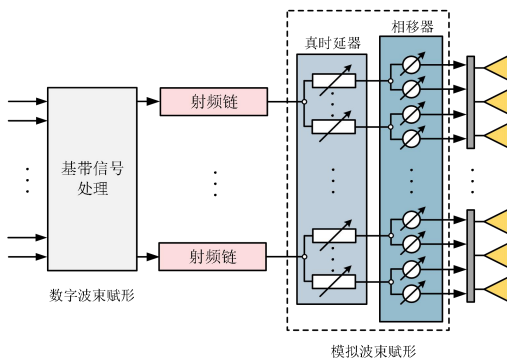 真时延器
相移器
基带信号
处理
射频链
射频链
数字波束赋形
模拟波束赋形